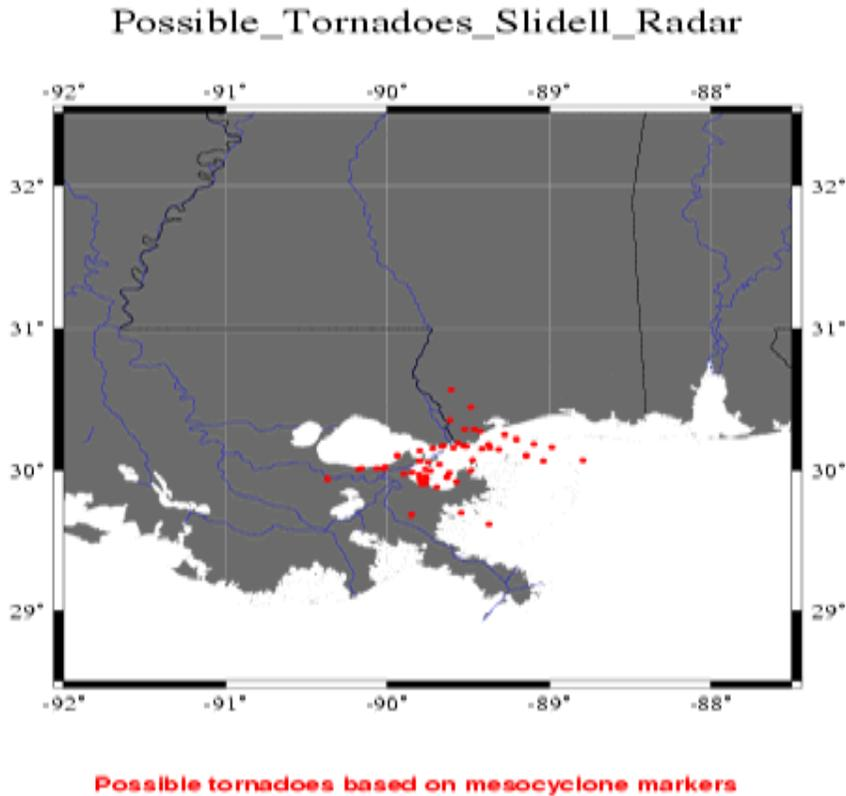 Possible_Tornadoes_Slidell_Radar
-92° -91° -90° -89° -88°
32° 32°
31° 31°
30° 30°
29° 29°
-92° -91° -90° -89° -88°
Possible tornadoes based on mesocyclone markers